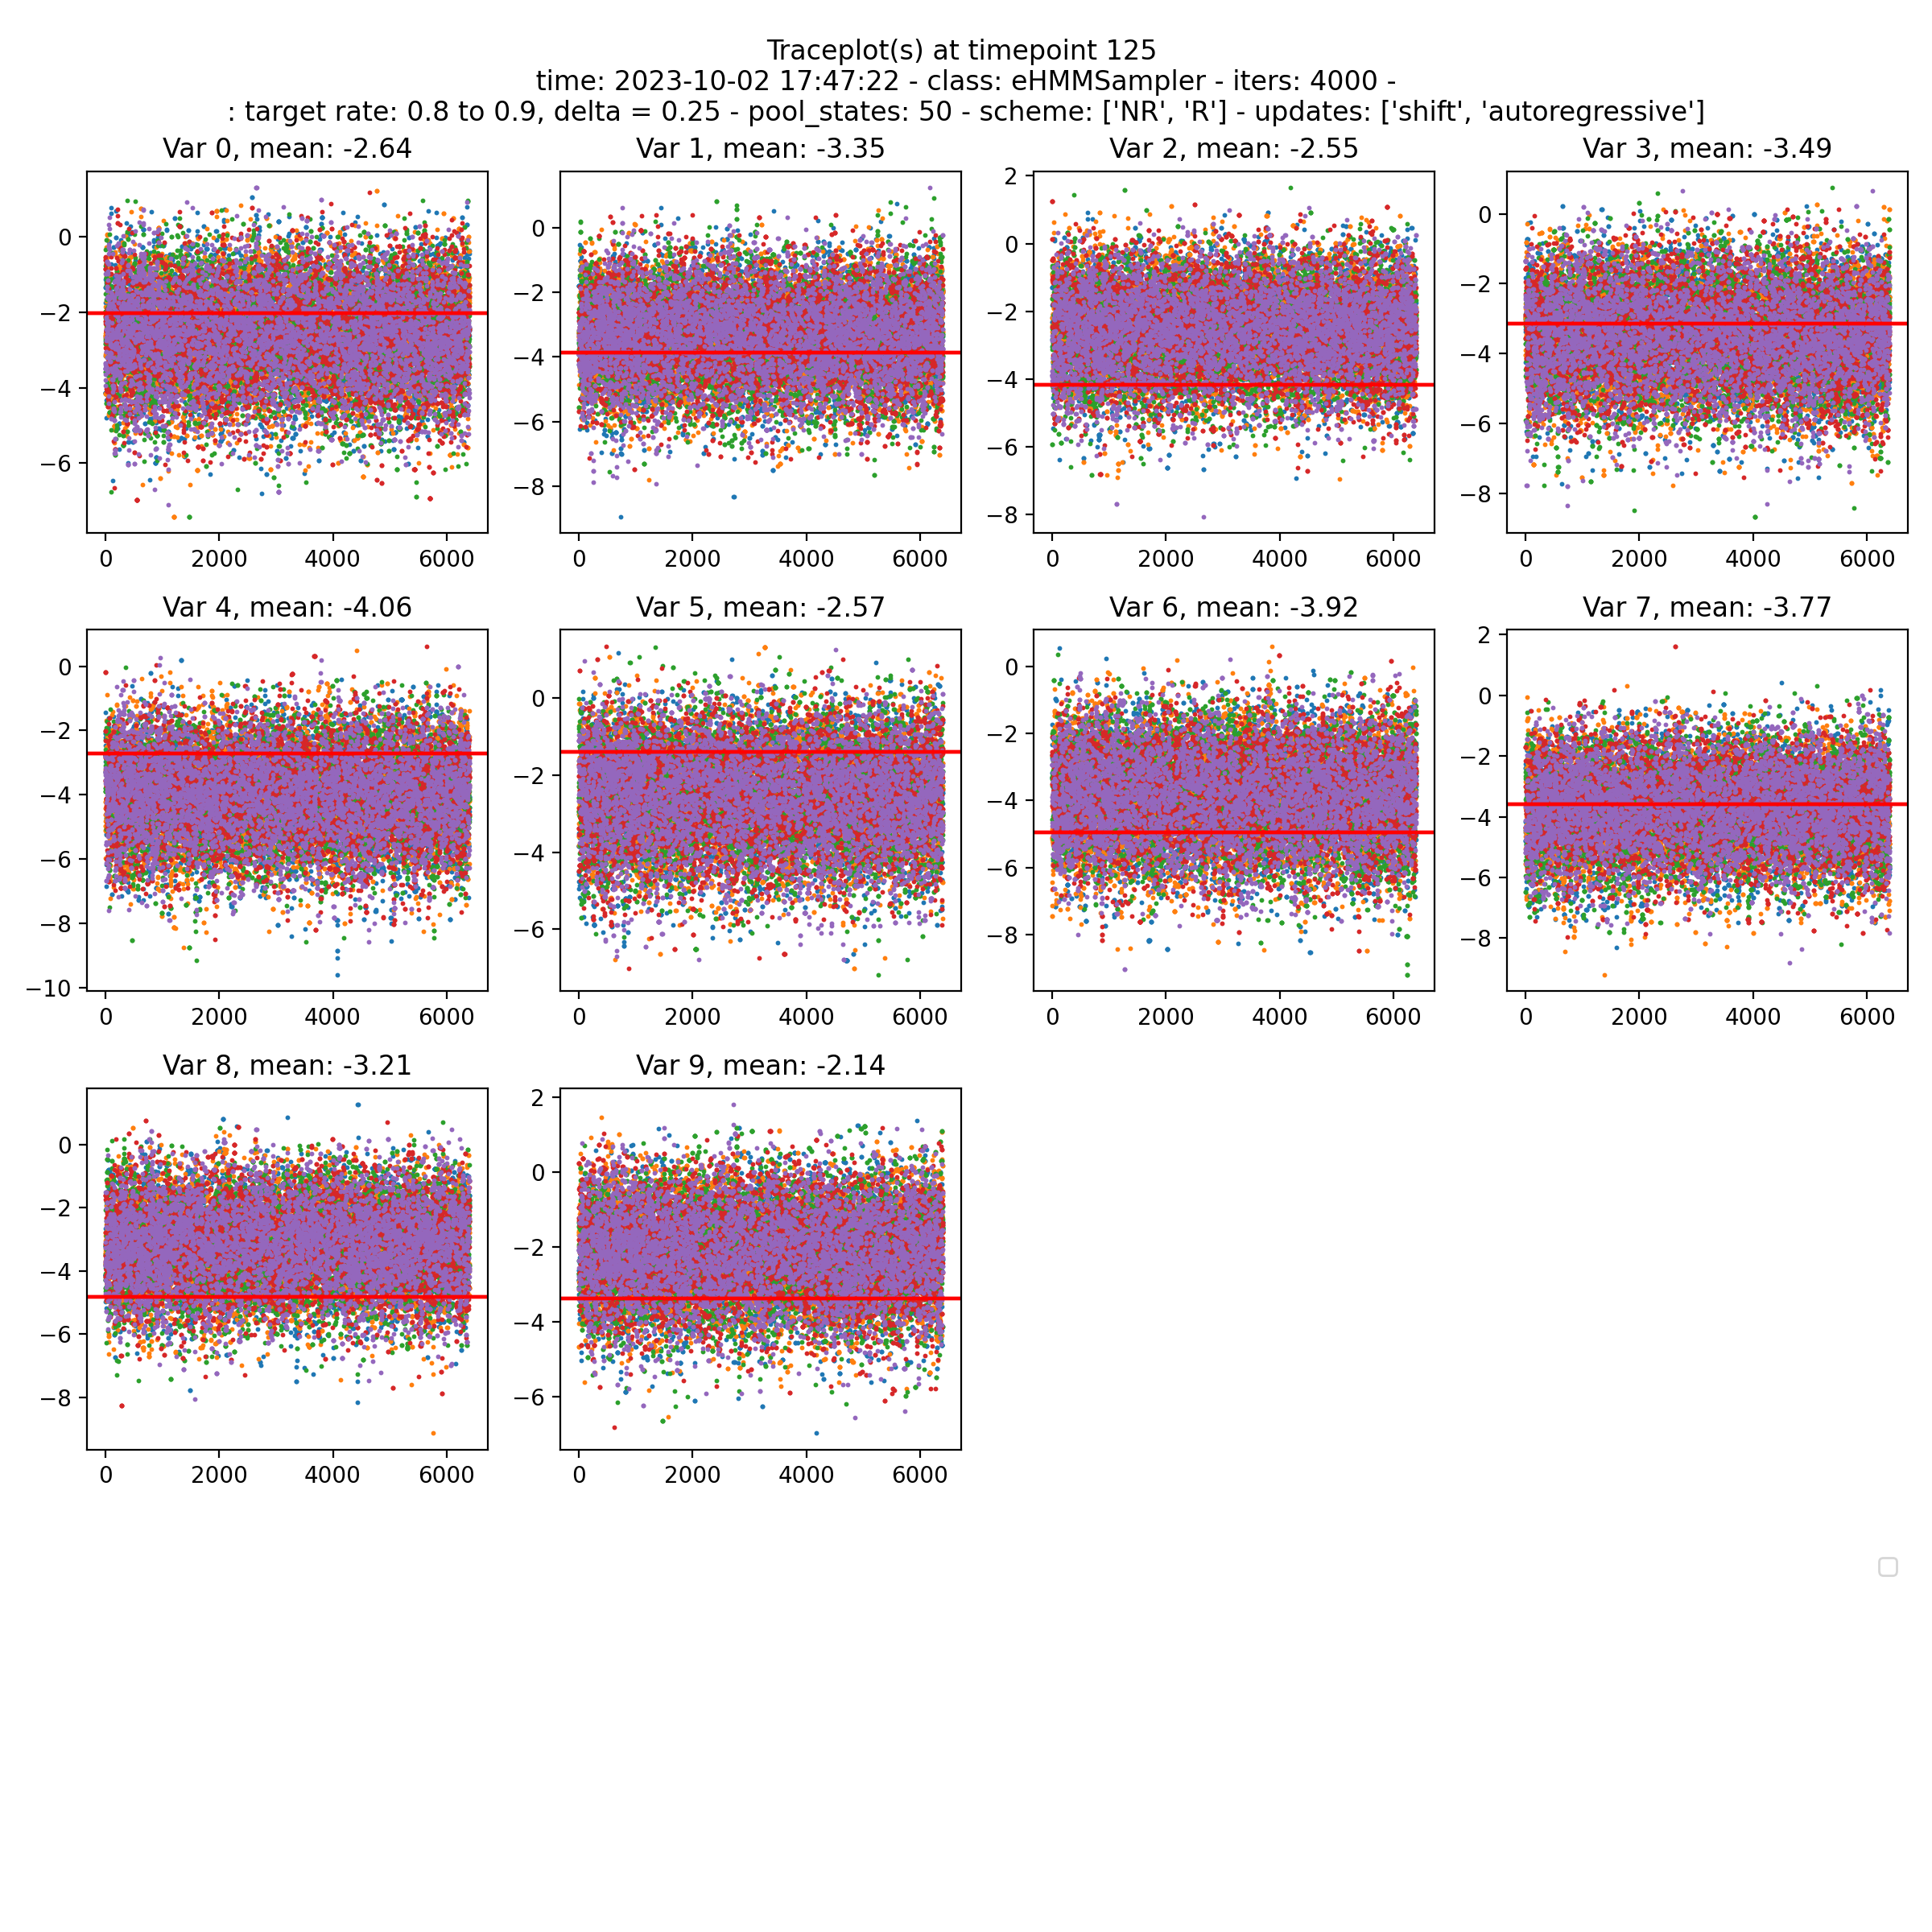 Traceplot(s) at timepoint 125
time: 2023-10-02 17:47:22 - class: eHMMSampler - iters: 4000 -
: target rate: 0.8 to 0.9, delta = 0.25 - pool_states: 50 - scheme: ['NR', 'R'] - updates: ['shift', 'autoregressive']
Var 0, mean: -2.64
0
−2
−4
−6
0 2000 4000 6000
Var 1, mean: -3.35
0
−2
−4
−6
−8
0 2000 4000 6000
Var 2, mean: -2.55
2
0
−2
−4
−6
−8
0 2000 4000 6000
Var 3, mean: -3.49
0
−2
−4
−6
−8
0 2000 4000 6000
Var 4, mean: -4.06
0
−2
−4
−6
−8
−10
0 2000 4000 6000
Var 5, mean: -2.57
0
−2
−4
−6
0 2000 4000 6000
Var 6, mean: -3.92
0
−2
−4
−6
−8
0 2000 4000 6000
Var 7, mean: -3.77
2
0
−2
−4
−6
−8
0 2000 4000 6000
Var 8, mean: -3.21
0
−2
−4
−6
−8
0 2000 4000 6000
Var 9, mean: -2.14
2
0
−2
−4
−6
0 2000 4000 6000